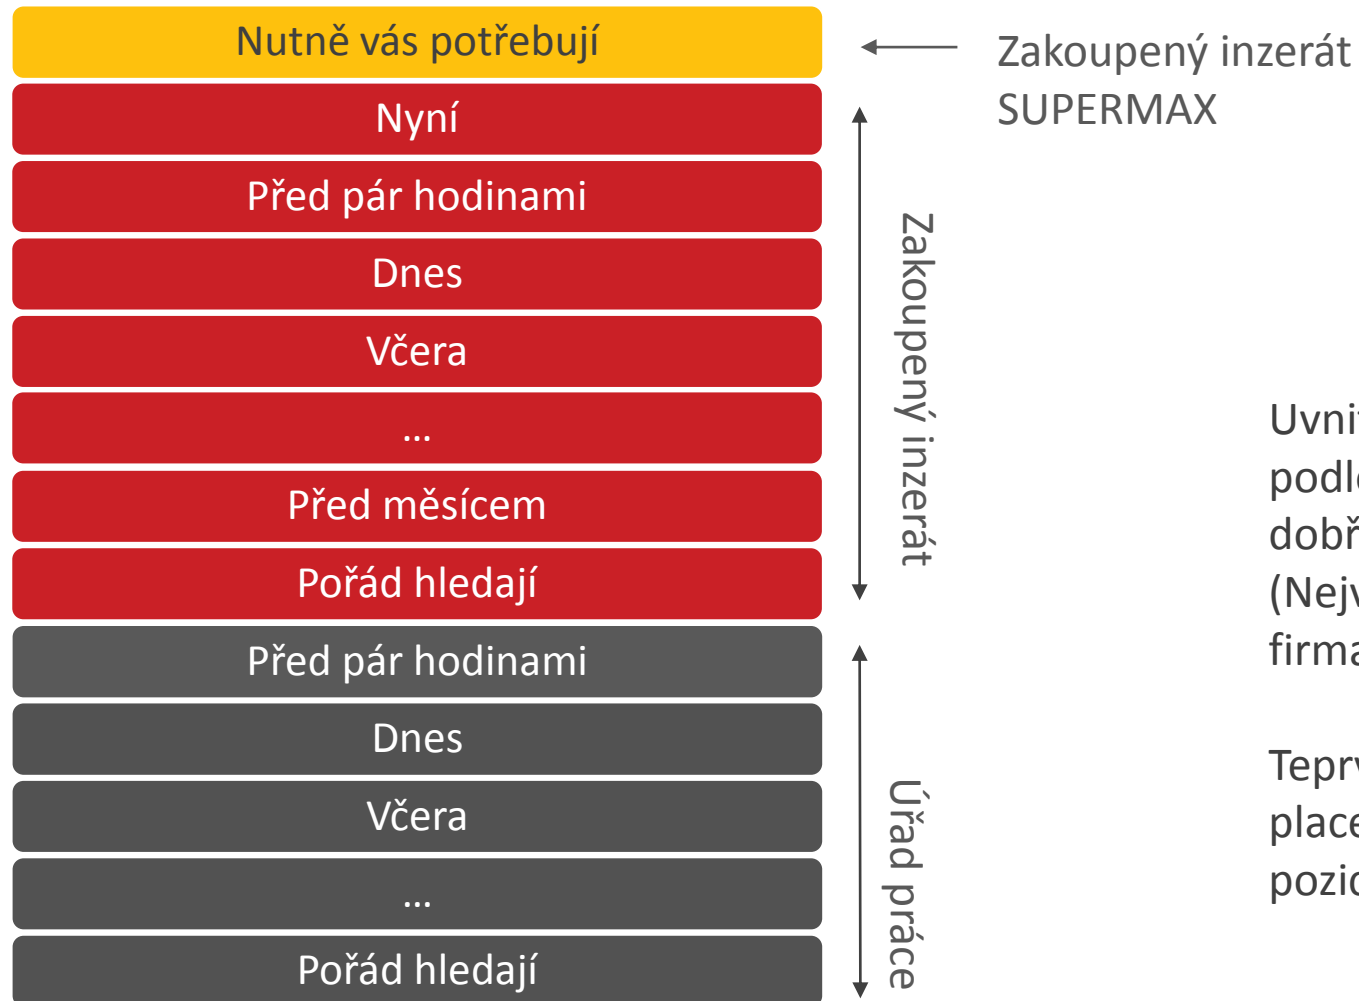 Nutně vás potřebují
Nyní
Před pár hodinami
Dnes
Včera
...
Před měsícem
Pořád hledají
Před pár hodinami
Dnes
Včera
...
Pořád hledají
Zakoupený inzerát
SUPERMAX
Zakoupený inzerát
Úřad práce